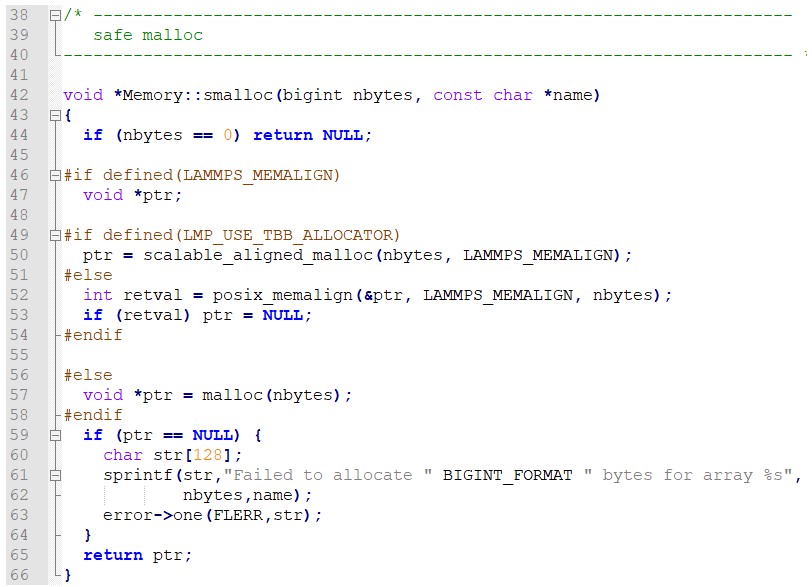 38 /* ----------------------------------------------------------------------
39    safe malloc
40 ------------------------------------------------------------------------- *
41
42 void *Memory::smalloc(bigint nbytes, const char *name)
43 {
44   if (nbytes == 0) return NULL;
45
46 #if defined(LAMMPS_MEMALIGN)
47   void *ptr;
48
49 #if defined(LMP_USE_TBB_ALLOCATOR)
50   ptr = scalable_aligned_malloc(nbytes, LAMMPS_MEMALIGN);
51 #else
52   int retval = posix_memalign(&ptr, LAMMPS_MEMALIGN, nbytes);
53   if (retval) ptr = NULL;
54 #endif
55
56 #else
57   void *ptr = malloc(nbytes);
58 #endif
59   if (ptr == NULL) {
60     char str[128];
61     sprintf(str,"Failed to allocate " BIGINT_FORMAT " bytes for array %s",
62             nbytes,name);
63     error->one(FLERR,str);
64   }
65   return ptr;
66 }